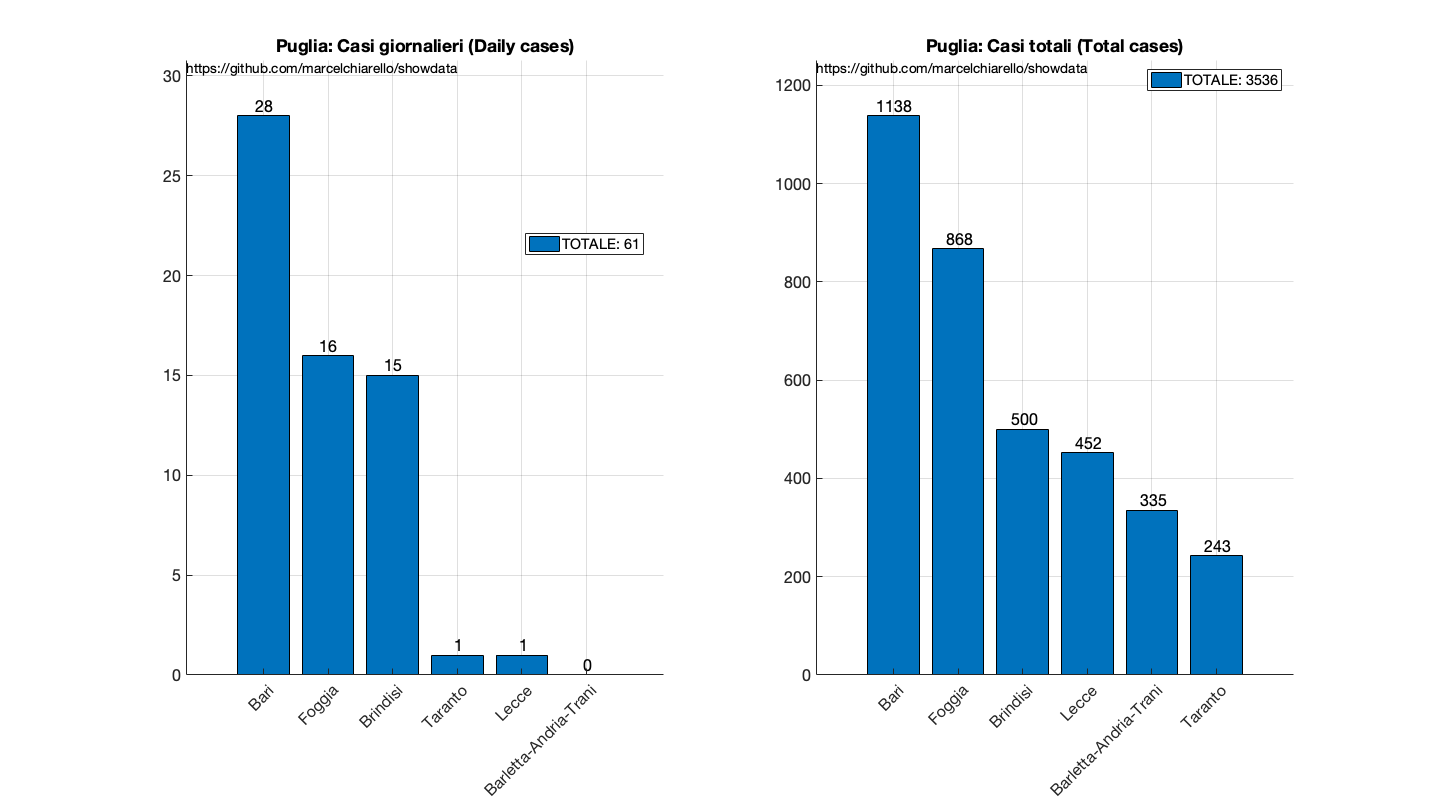 Puglia: Casi giornalieri (Daily cases)
https://github.com/marcelchiarello/showdata
30
25
20
15
10
5
0
28
16
15
1
1
0
TOTALE: 61
Bari
Foggia
Brindisi
Taranto
Lecce
Barletta-Andria-Trani
Puglia: Casi totali (Total cases)
https://github.com/marcelchiarello/showdata
TOTALE: 3536
1200
1000
800
600
400
200
0
1138
868
500
452
335
243
Bari
Foggia
Brindisi
Lecce
Barletta-Andria-Trani
Taranto